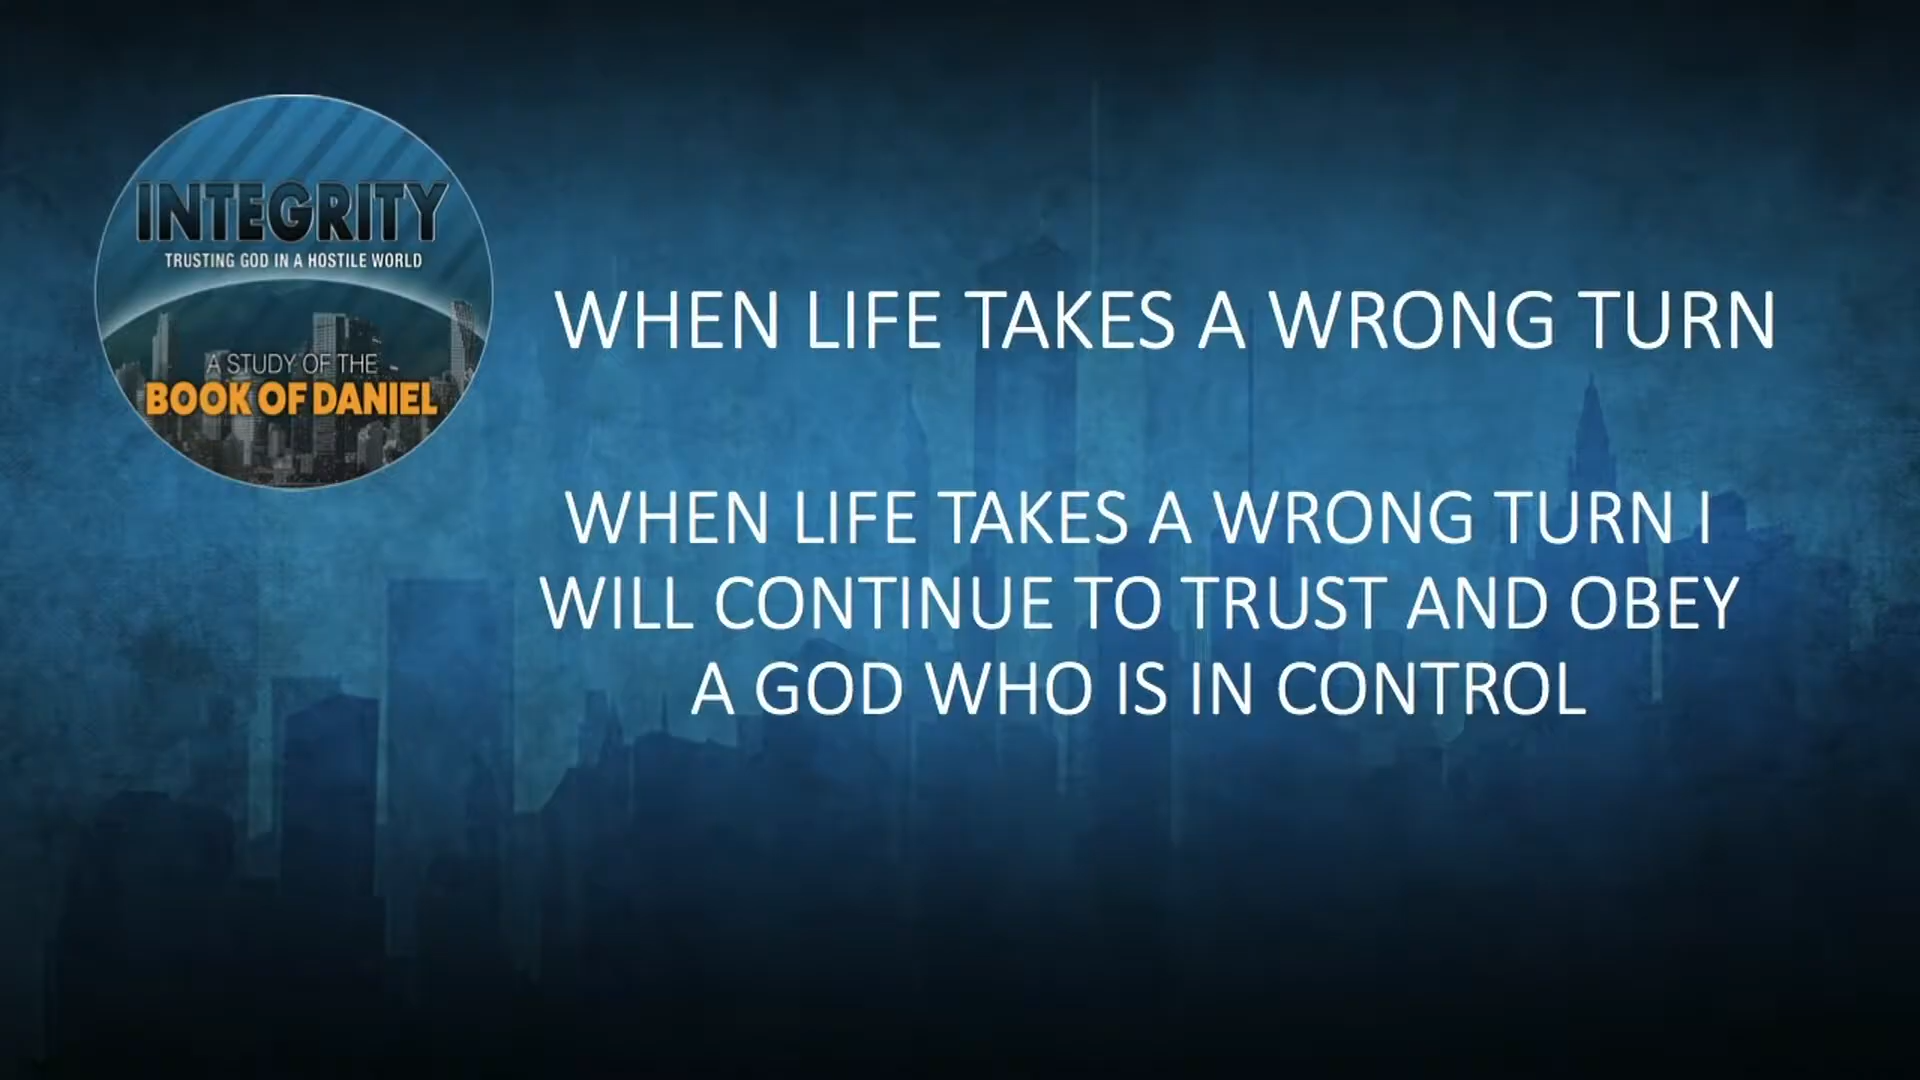 INTEGRITY
TRUSTING GOD IN A HOSTILE WORLD
A STUDY OF THE
BOOK OF DANIEL
WHEN LIFE TAKES A WRONG TURN
WHEN LIFE TAKES A WRONG TURN I
WILL CONTINUE TO TRUST AND OBEY
A GOD WHO IS IN CONTROL